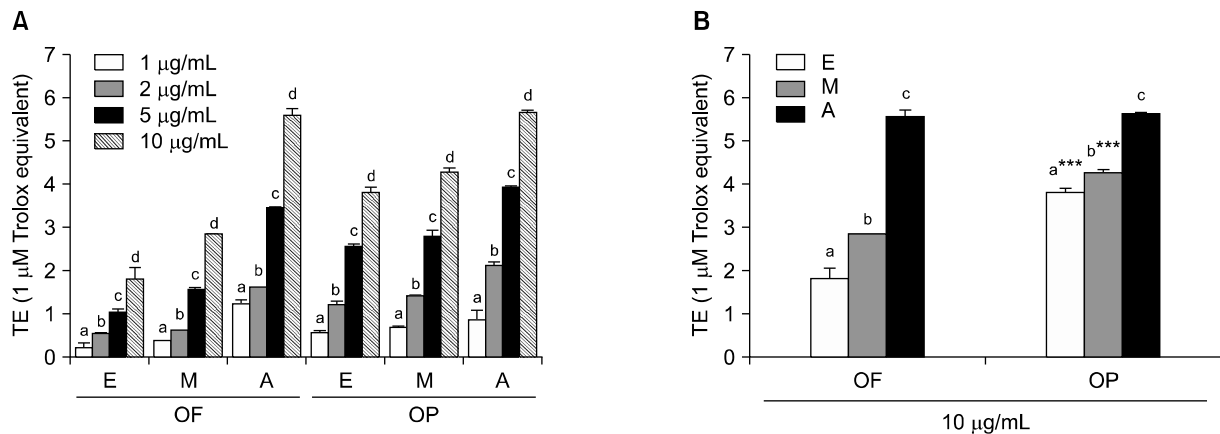 A
TE (1 μM Trolox equivalent)
7
6
5
4
3
2
1
0
1 μg/mL
2 μg/mL
5 μg/mL
10 μg/mL
a b c d
a b c d
a b c d
a b c d
a b c d
a b c d
E M A E M A
OF OP
B
TE (1 μM Trolox equivalent)
7
6
5
4
3
2
1
0
E
M
A
a b c
a*** b*** c
OF OP
10 μg/mL